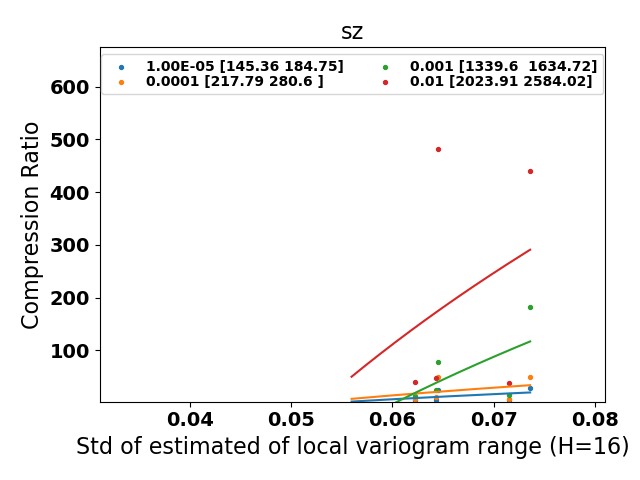 sz
1.00E-05 [145.36 184.75]
0.0001 [217.79 280.6 ]
0.001 [1339.6  1634.72]
0.01 [2023.91 2584.02]
Compression Ratio
600
500
400
300
200
100
0.04 0.05 0.06 0.07 0.08
Std of estimated of local variogram range (H=16)